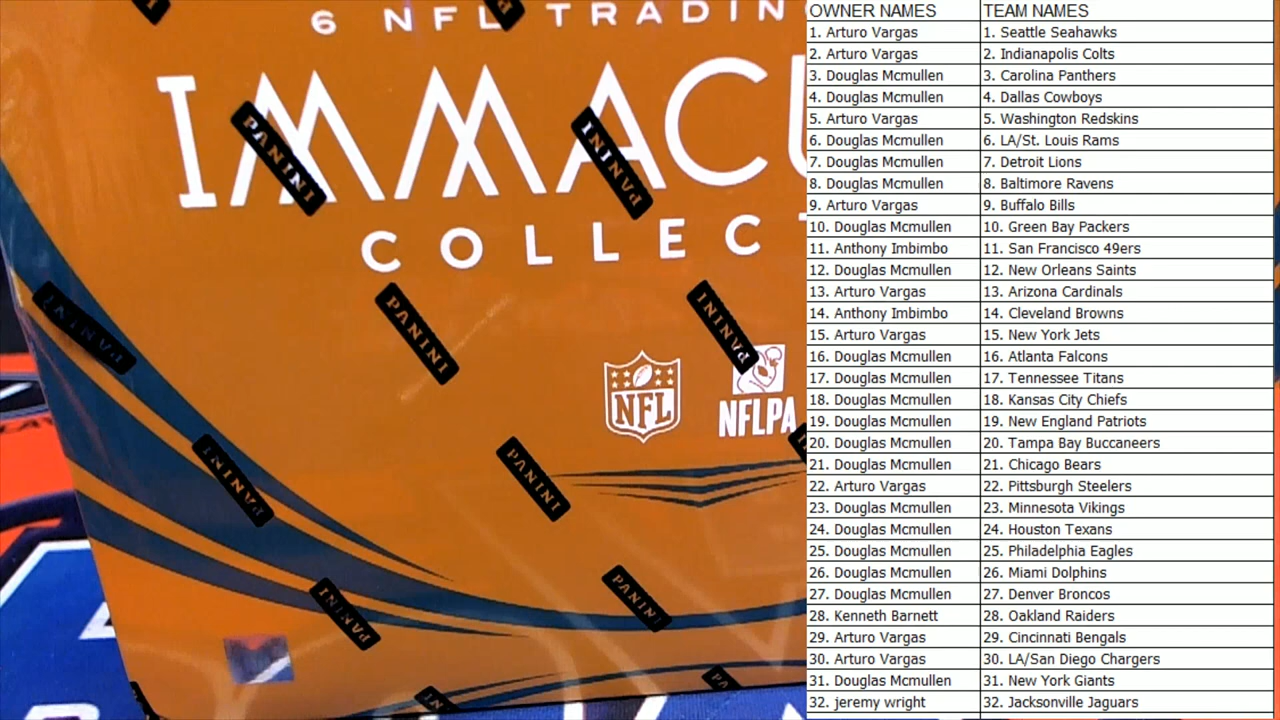 6 NFL TRADIN
IMMACU
COLLECT
PANINI
PANINI
PANINI
PANINI
PANINI
PANINI
PANINI
PANINI
PANINI
NFL
NFLPA
OWNER NAMES TEAM NAMES
1. Arturo Vargas 1. Seattle Seahawks
2. Arturo Vargas 2. Indianapolis Colts
3. Douglas Mcmullen 3. Carolina Panthers
4. Douglas Mcmullen 4. Dallas Cowboys
5. Arturo Vargas 5. Washington Redskins
6. Douglas Mcmullen 6. LA/St. Louis Rams
7. Douglas Mcmullen 7. Detroit Lions
8. Douglas Mcmullen 8. Baltimore Ravens
9. Arturo Vargas 9. Buffalo Bills
10. Douglas Mcmullen 10. Green Bay Packers
11. Anthony Imbimbo 11. San Francisco 49ers
12. Douglas Mcmullen 12. New Orleans Saints
13. Arturo Vargas 13. Arizona Cardinals
14. Anthony Imbimbo 14. Cleveland Browns
15. Arturo Vargas 15. New York Jets
16. Douglas Mcmullen 16. Atlanta Falcons
17. Douglas Mcmullen 17. Tennessee Titans
18. Douglas Mcmullen 18. Kansas City Chiefs
19. Douglas Mcmullen 19. New England Patriots
20. Douglas Mcmullen 20. Tampa Bay Buccaneers
21. Douglas Mcmullen 21. Chicago Bears
22. Arturo Vargas 22. Pittsburgh Steelers
23. Douglas Mcmullen 23. Minnesota Vikings
24. Douglas Mcmullen 24. Houston Texans
25. Douglas Mcmullen 25. Philadelphia Eagles
26. Douglas Mcmullen 26. Miami Dolphins
27. Douglas Mcmullen 27. Denver Broncos
28. Kenneth Barnett 28. Oakland Raiders
29. Arturo Vargas 29. Cincinnati Bengals
30. Arturo Vargas 30. LA/San Diego Chargers
31. Douglas Mcmullen 31. New York Giants
32. jeremy wright 32. Jacksonville Jaguars